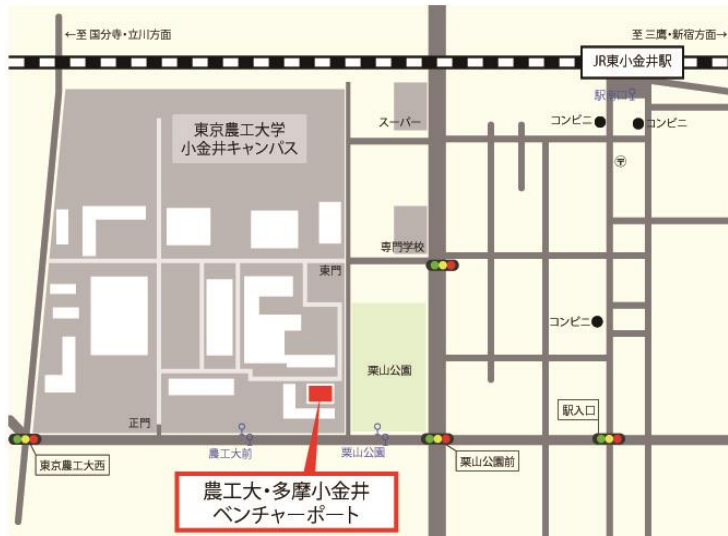 ←至 国分寺・立川方面
至 三鷹・新宿方面→
JR東小金井駅
駅南口
コンビニ
コンビニ
スーパー
東京農工大学
小金井キャンパス
〒
専門学校
東門
コンビニ
栗山公園
正門
駅入口
農工大前
栗山公園
東京農工大西
栗山公園前
農工大・多摩小金井
ベンチャーポート